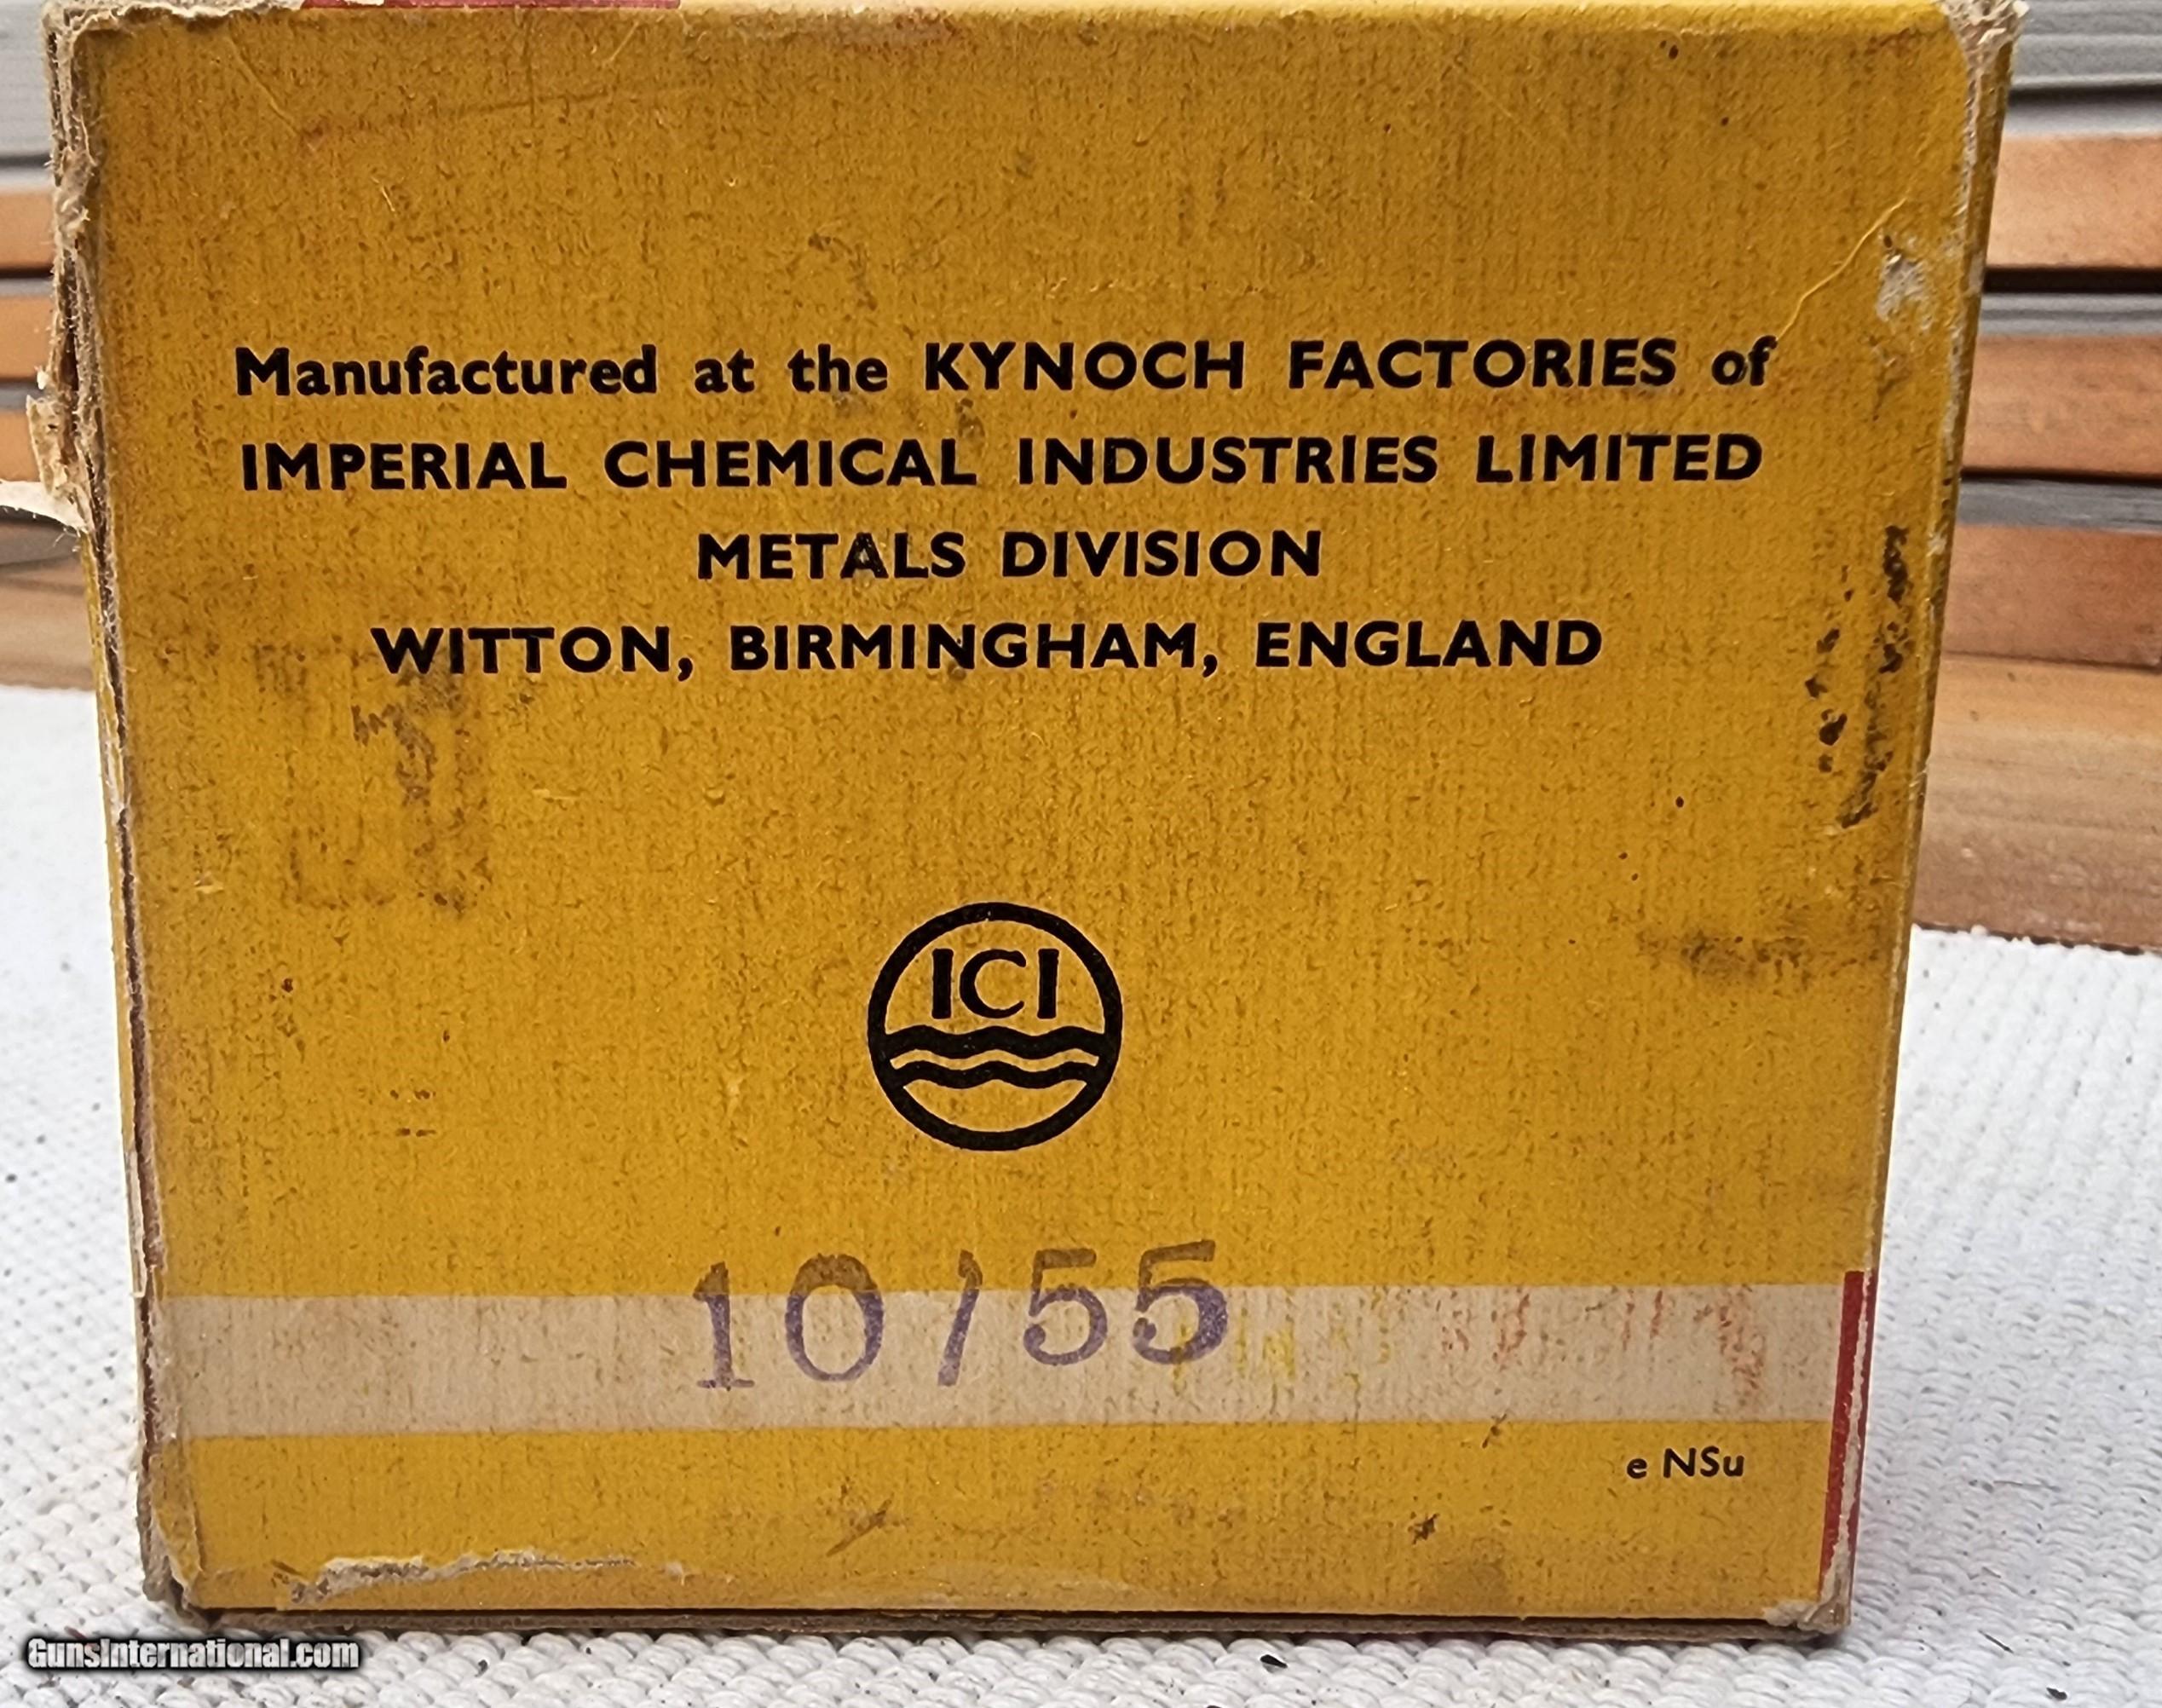 Manufactured at the KYNOCH FACTORIES of
IMPERIAL CHEMICAL INDUSTRIES LIMITED
METALS DIVISION
WITTON, BIRMINGHAM, ENGLAND
ICI
10/55
e NSu
GunsInternational.com